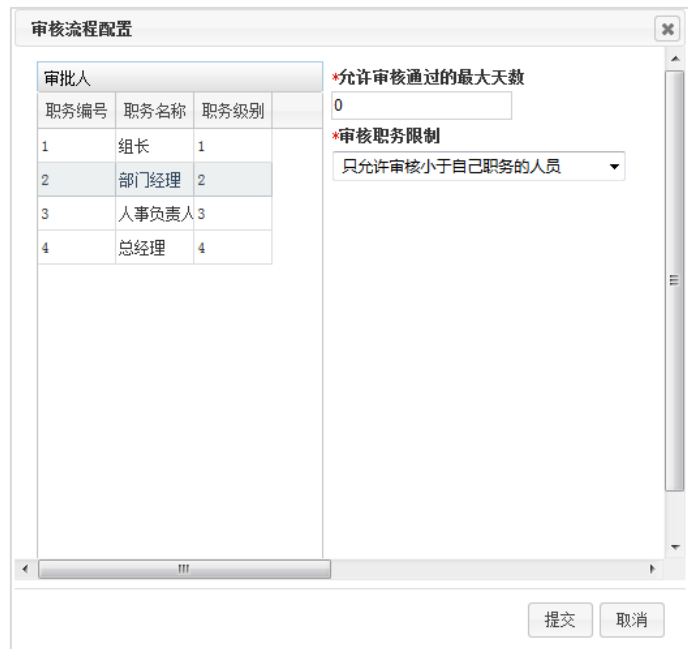 审核流程配置
审批人
职务编号 职务名称 职务级别
1 组长 1
2 部门经理 2
3 人事负责人 3
4 总经理 4
*允许审核通过的最大天数
0
*审核职务限制
只允许审核小于自己职务的人员
提交 取消